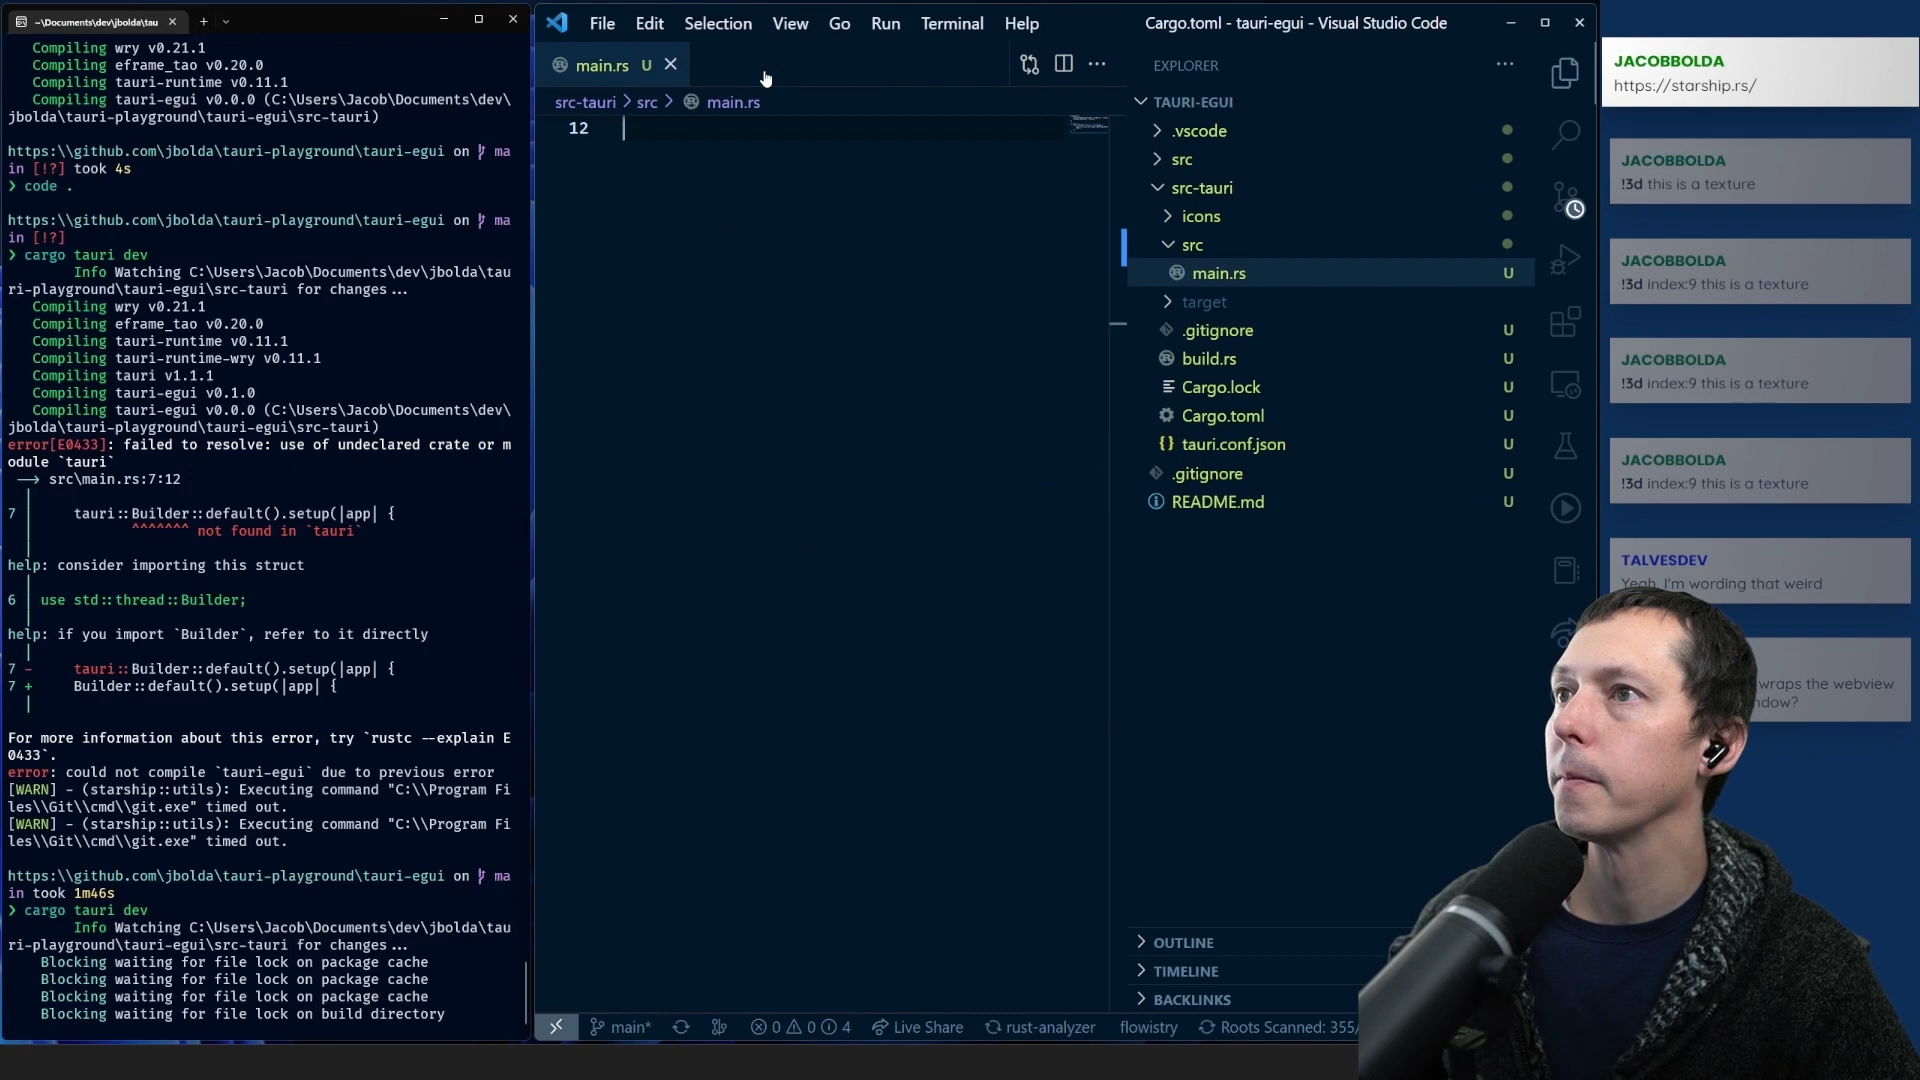 ~\Documents\dev\jbolda\tau
Compiling wry v0.21.1
Compiling eframe_tao v0.20.0
Compiling tauri-runtime v0.11.1
Compiling tauri-egui v0.0.0 (C:\Users\Jacob\Documents\dev\
jbolda\tauri-playground\tauri-egui\src-tauri)
https:\\github.com\jbolda\tauri-playground\tauri-egui on ma
in [!?] took 4s
❯ code .
https:\\github.com\jbolda\tauri-playground\tauri-egui on ma
in [!?]
❯ cargo tauri dev
Info Watching C:\Users\Jacob\Documents\dev\jbolda\tau
ri-playground\tauri-egui\src-tauri for changes...
Compiling wry v0.21.1
Compiling eframe_tao v0.20.0
Compiling tauri-runtime v0.11.1
Compiling tauri-runtime-wry v0.11.1
Compiling tauri v1.1.1
Compiling tauri-egui v0.1.0
Compiling tauri-egui v0.0.0 (C:\Users\Jacob\Documents\dev\
jbolda\tauri-playground\tauri-egui\src-tauri)
error[E0433]: failed to resolve: use of undeclared crate or m
odule `tauri`
--> src\main.rs:7:12
|
7 | tauri::Builder::default().setup(|app| {
| ^^^^^^^ not found in `tauri`
|
help: consider importing this struct
|
6 | use std::thread::Builder;
|
help: if you import `Builder`, refer to it directly
|
7 - tauri::Builder::default().setup(|app| {
7 + Builder::default().setup(|app| {
|
For more information about this error, try `rustc --explain E
0433`.
error: could not compile `tauri-egui` due to previous error
[WARN] - (starship::utils): Executing command "C:\\Program Fi
les\\Git\\cmd\\git.exe" timed out.
[WARN] - (starship::utils): Executing command "C:\\Program Fi
les\\Git\\cmd\\git.exe" timed out.
https:\\github.com\jbolda\tauri-playground\tauri-egui on ma
in took 1m46s
❯ cargo tauri dev
Info Watching C:\Users\Jacob\Documents\dev\jbolda\tau
ri-playground\tauri-egui\src-tauri for changes...
Blocking waiting for file lock on package cache
Blocking waiting for file lock on package cache
Blocking waiting for file lock on package cache
Blocking waiting for file lock on build directory
File Edit Selection View Go Run Terminal Help
Cargo.toml - tauri-egui - Visual Studio Code
main.rs U
src-tauri > src > main.rs
12
EXPLORER
TAURI-EGUI
.vscode
src
src-tauri
icons
src
main.rs U
target
.gitignore U
build.rs U
Cargo.lock U
Cargo.toml U
tauri.conf.json U
.gitignore U
README.md U
OUTLINE
TIMELINE
BACKLINKS
main* 0 0 4 Live Share rust-analyzer flowistry Roots Scanned: 355/
JACOBBOLDA
https://starship.rs/
JACOBBOLDA
!3d this is a texture
JACOBBOLDA
!3d index:9 this is a texture
JACOBBOLDA
!3d index:9 this is a texture
JACOBBOLDA
!3d index:9 this is a texture
TALVESDEV
Yeah, I'm wording that weird
wraps the webview
ndow?